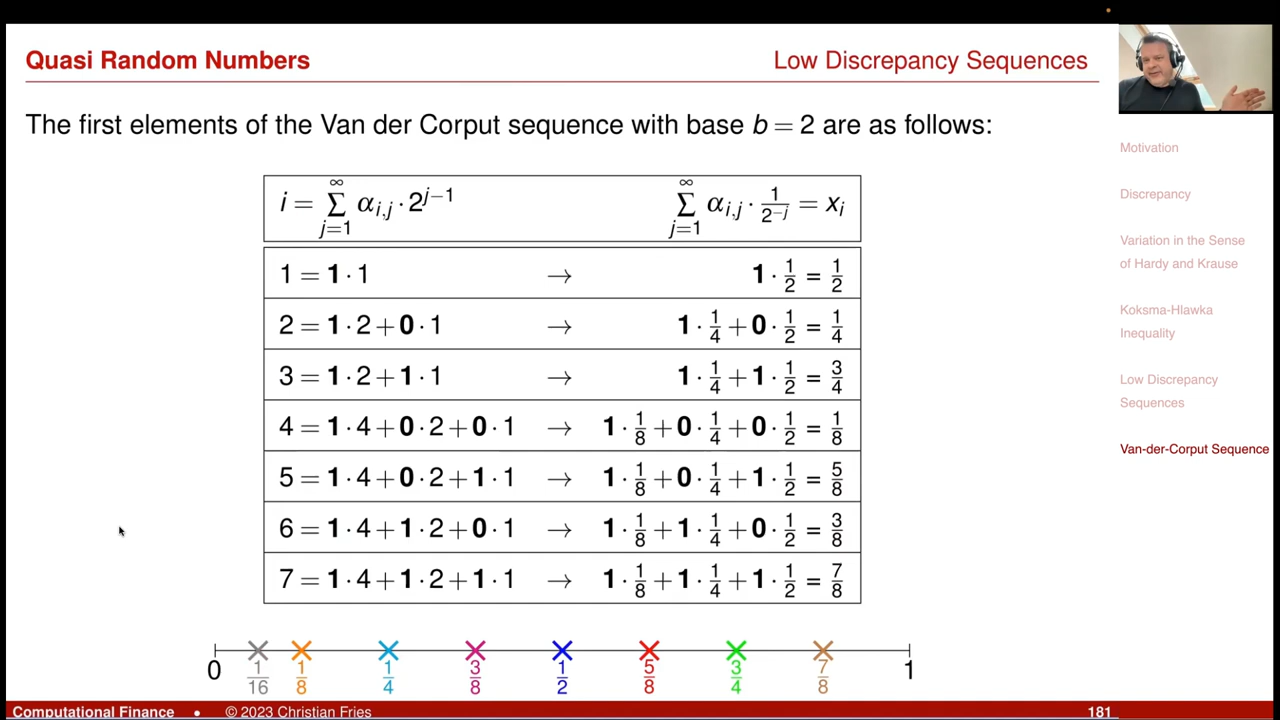 Quasi Random Numbers Low Discrepancy Sequences
The first elements of the Van der Corput sequence with base b = 2 are as follows:
i = ∑_{j=1}^{∞} α_{i,j} · 2^{j−1} ∑_{j=1}^{∞} α_{i,j} · 1/2^{−j} = x_i
1 = 1 · 1 → 1 · 1/2 = 1/2
2 = 1 · 2 + 0 · 1 → 1 · 1/4 + 0 · 1/2 = 1/4
3 = 1 · 2 + 1 · 1 → 1 · 1/4 + 1 · 1/2 = 3/4
4 = 1 · 4 + 0 · 2 + 0 · 1 → 1 · 1/8 + 0 · 1/4 + 0 · 1/2 = 1/8
5 = 1 · 4 + 0 · 2 + 1 · 1 → 1 · 1/8 + 0 · 1/4 + 1 · 1/2 = 5/8
6 = 1 · 4 + 1 · 2 + 0 · 1 → 1 · 1/8 + 1 · 1/4 + 0 · 1/2 = 3/8
7 = 1 · 4 + 1 · 2 + 1 · 1 → 1 · 1/8 + 1 · 1/4 + 1 · 1/2 = 7/8
0 1/16 1/8 1/4 3/8 1/2 5/8 3/4 7/8 1
Computational Finance • © 2023 Christian Fries 181
Motivation
Discrepancy
Variation in the Sense
of Hardy and Krause
Koksma-Hlawka
Inequality
Low Discrepancy
Sequences
Van-der-Corput Sequence